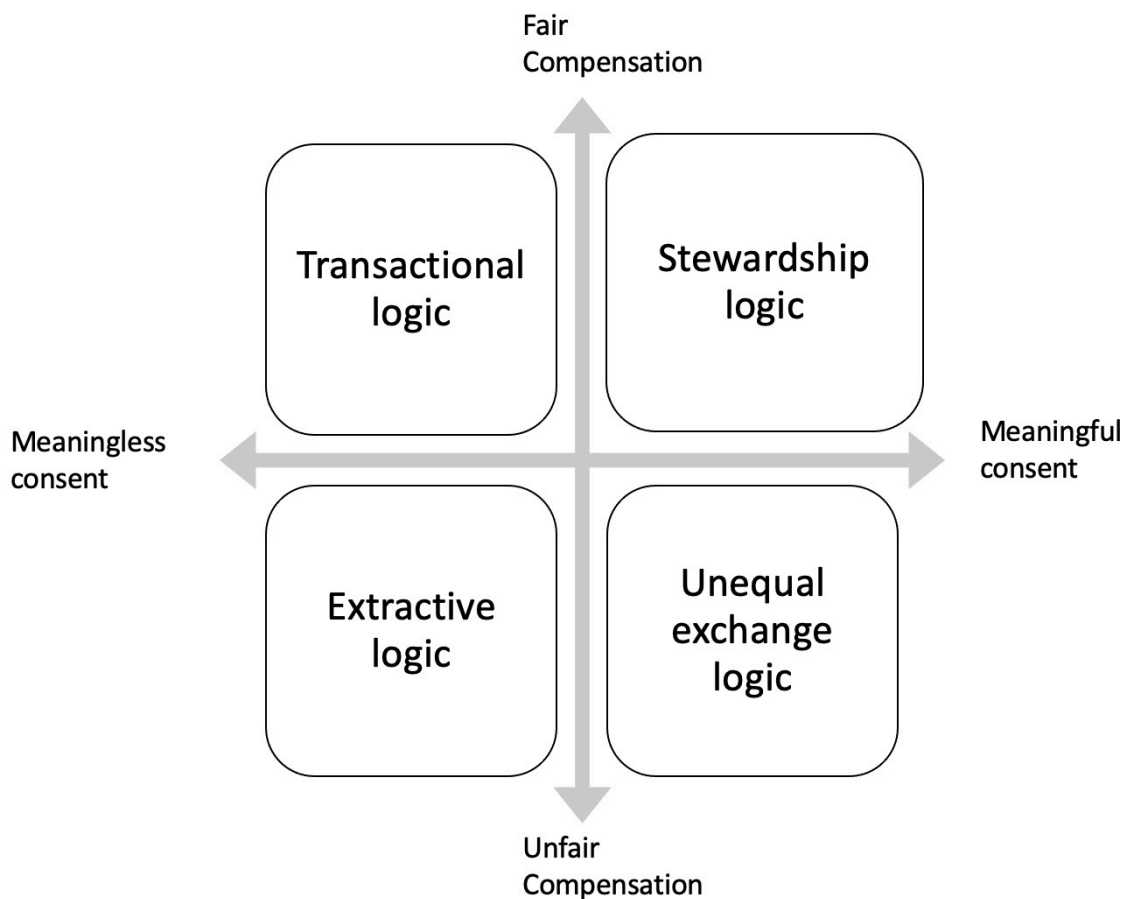 Fair
Compensation
Transactional
logic
Stewardship
logic
Meaningless
consent
Meaningful
consent
Extractive
logic
Unequal
exchange
logic
Unfair
Compensation